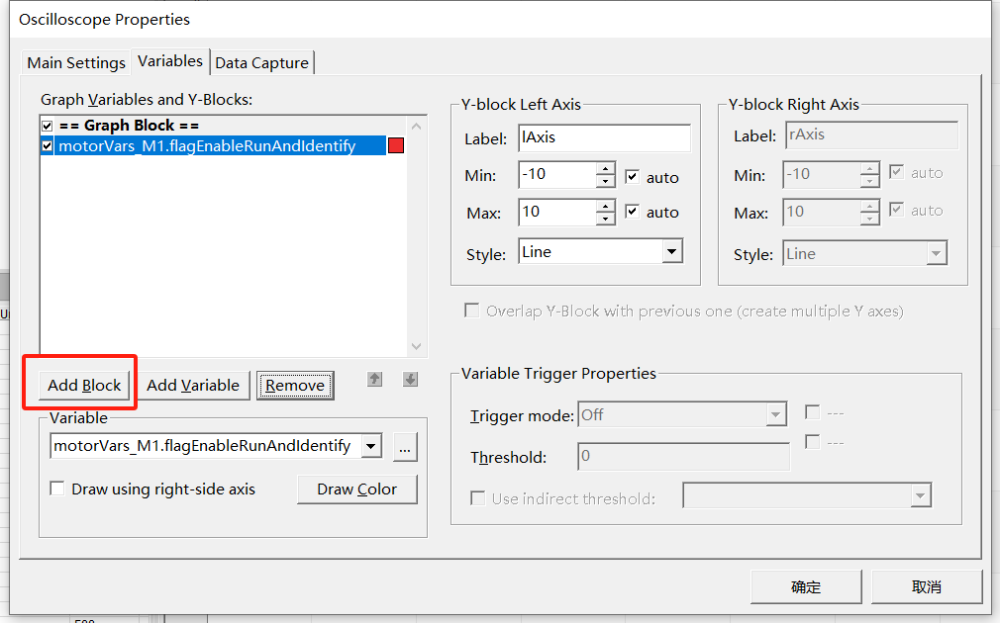 Oscilloscope Properties
Main Settings
Variables
Data Capture
Graph Variables and Y-Blocks:
== Graph Block ==
motorVars_M1.flagEnableRunAndIdentify
Add Block
Add Variable
Remove
Variable
motorVars_M1.flagEnableRunAndIdentify
...
Draw using right-side axis
Draw Color
Y-block Left Axis
Label: lAxis
Min: -10 auto
Max: 10 auto
Style: Line
Y-block Right Axis
Label: rAxis
Min: -10 auto
Max: 10 auto
Style: Line
Overlap Y-Block with previous one (create multiple Y axes)
Variable Trigger Properties
Trigger mode: Off ---
Threshold: 0 ---
Use indirect threshold:
确定
取消